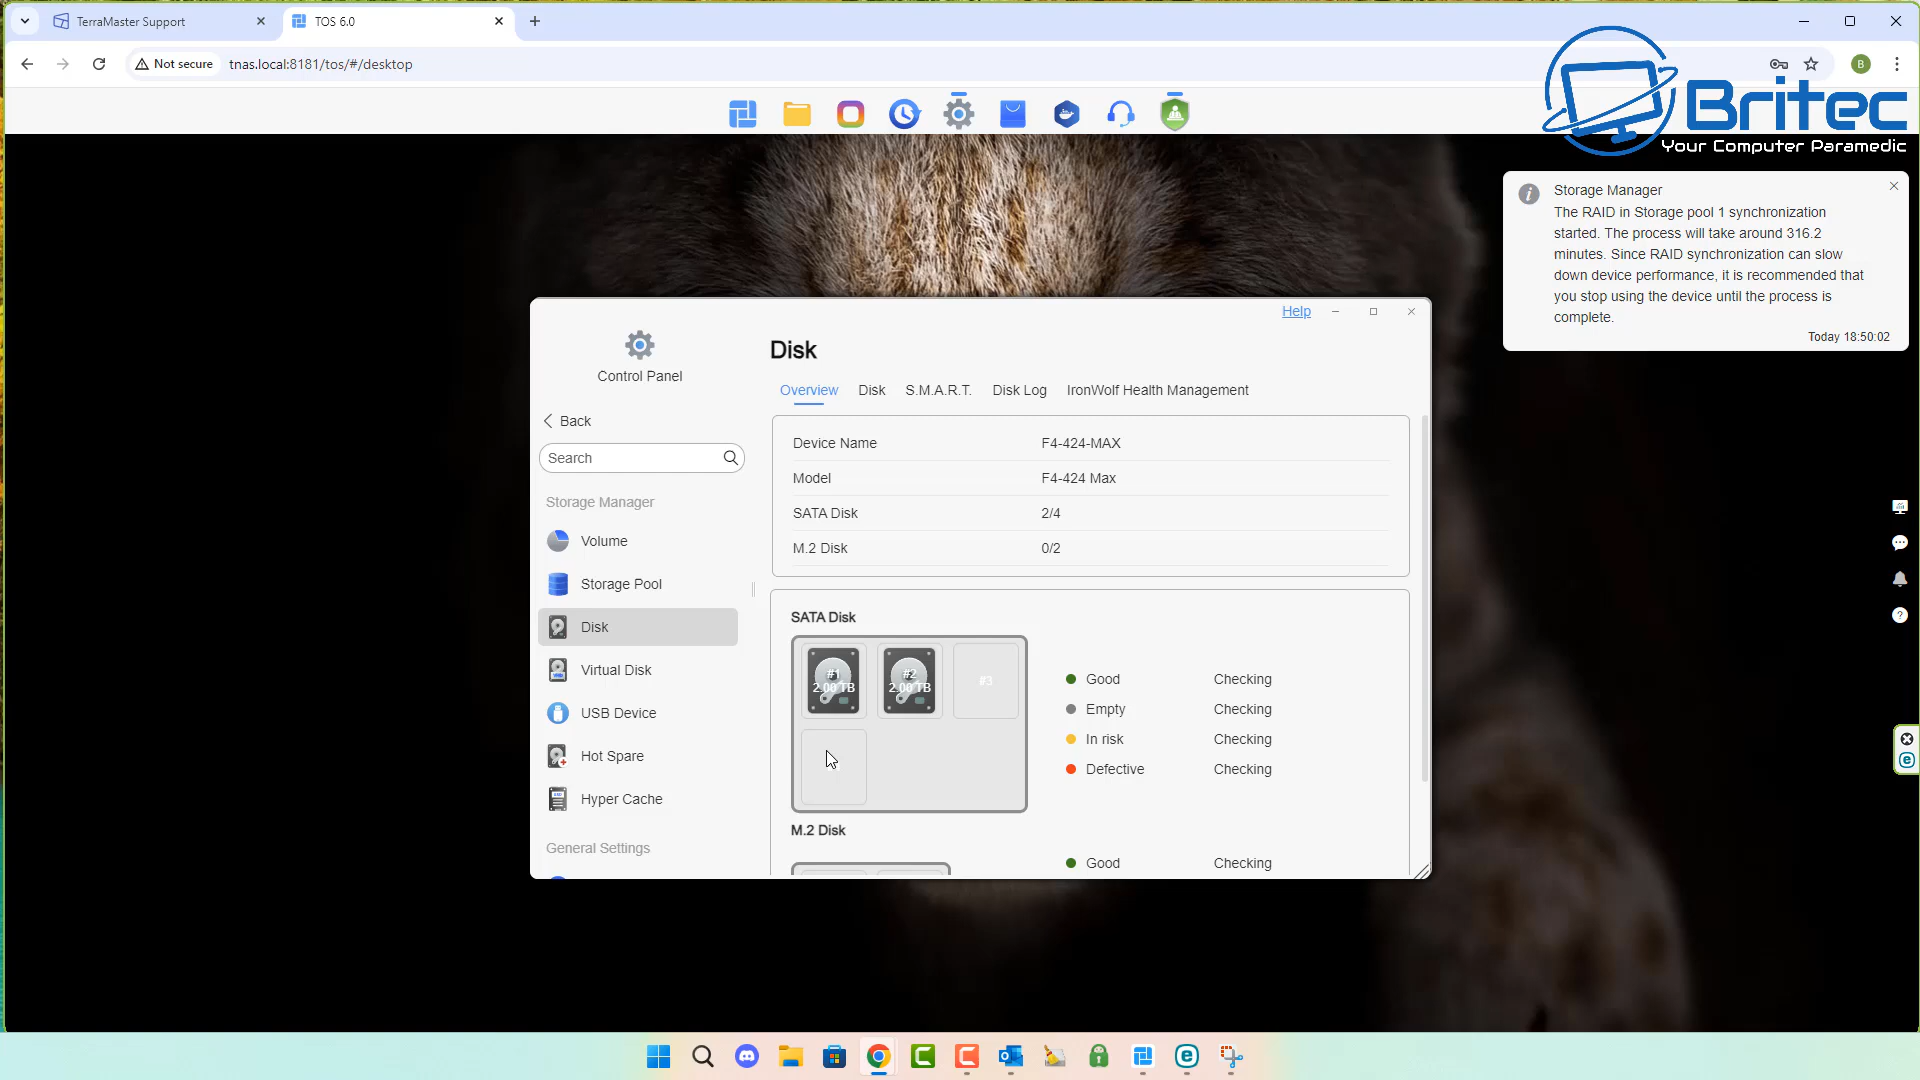 TerraMaster Support
TOS 6.0
Not secure
tnas.local:8181/tos/#/desktop
B
Britec
Your Computer Paramedic
Storage Manager
The RAID in Storage pool 1 synchronization
started. The process will take around 316.2
minutes. Since RAID synchronization can slow
down device performance, it is recommended that
you stop using the device until the process is
complete.
Today 18:50:02
Help
Control Panel
Back
Search
Storage Manager
Volume
Storage Pool
Disk
Virtual Disk
USB Device
Hot Spare
Hyper Cache
General Settings
Disk
Overview Disk S.M.A.R.T. Disk Log IronWolf Health Management
Device Name F4-424-MAX
Model F4-424 Max
SATA Disk 2/4
M.2 Disk 0/2
SATA Disk
#1
2.00 TB
#2
2.00 TB
#3
Good Checking
Empty Checking
In risk Checking
Defective Checking
M.2 Disk
Good Checking